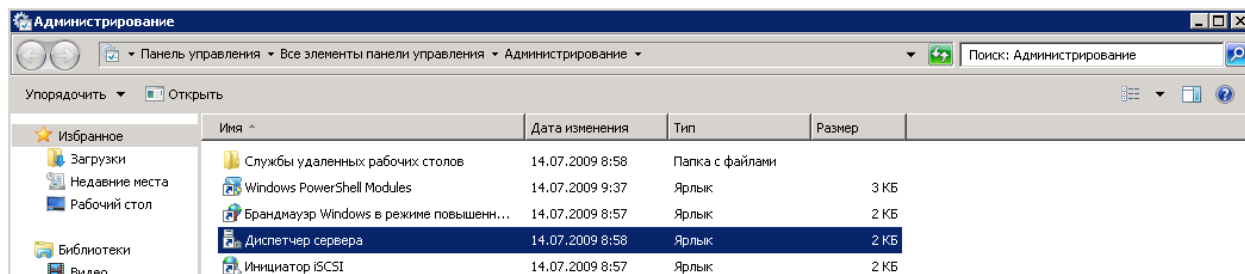 Администрирование
Панель управления Все элементы панели управления Администрирование Поиск: Администрирование
Упорядочить Открыть
Имя Дата изменения Тип Размер
Избранное
Загрузки
Недавние места
Рабочий стол
Библиотеки
Видео
Службы удаленных рабочих столов 14.07.2009 8:58 Папка с файлами
Windows PowerShell Modules 14.07.2009 9:37 Ярлык 3 КБ
Брандмауэр Windows в режиме повышенн... 14.07.2009 8:57 Ярлык 2 КБ
Диспетчер сервера 14.07.2009 8:58 Ярлык 2 КБ
Инициатор iSCSI 14.07.2009 8:57 Ярлык 2 КБ